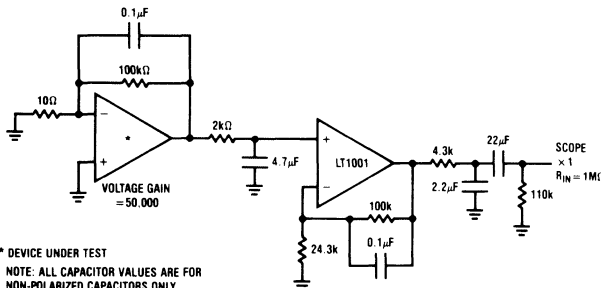 0.1μF
100kΩ
10Ω
−
+
*
VOLTAGE GAIN
= 50,000
2kΩ
4.7μF
+
−
LT1001
24.3k
100k
0.1μF
4.3k
2.2μF
22μF
110k
SCOPE
× 1
RIN = 1MΩ
* DEVICE UNDER TEST
NOTE: ALL CAPACITOR VALUES ARE FOR
NON-POLARIZED CAPACITORS ONLY